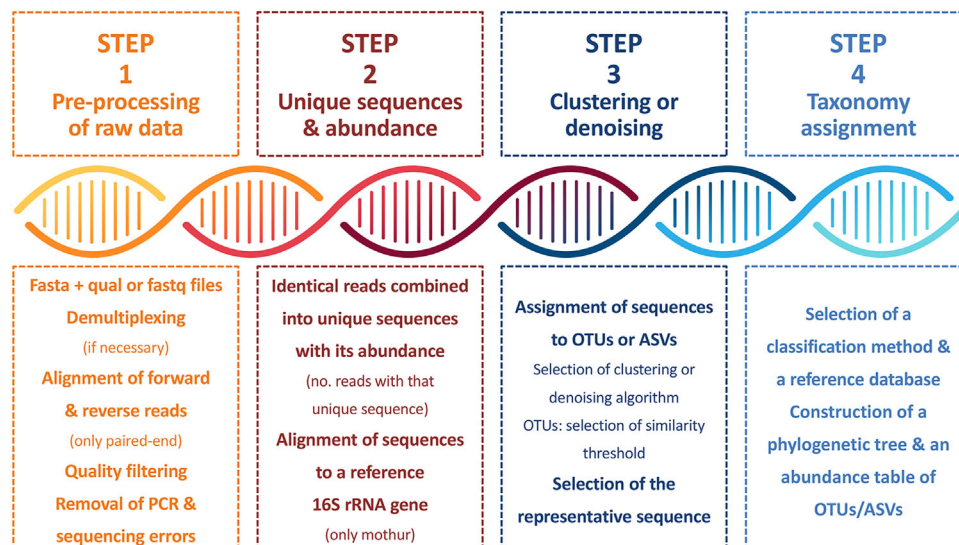 STEP
1
Pre-processing
of raw data
STEP
2
Unique sequences
& abundance
STEP
3
Clustering or
denoising
STEP
4
Taxonomy
assignment
Fasta + qual or fastq files
Demultiplexing
(if necessary)
Alignment of forward
& reverse reads
(only paired-end)
Quality filtering
Removal of PCR &
sequencing errors
Identical reads combined
into unique sequences
with its abundance
(no. reads with that
unique sequence)
Alignment of sequences
to a reference
16S rRNA gene
(only mothur)
Assignment of sequences
to OTUs or ASVs
Selection of clustering or
denoising algorithm
OTUs: selection of similarity
threshold
Selection of the
representative sequence
Selection of a
classification method &
a reference database
Construction of a
phylogenetic tree & an
abundance table of
OTUs/ASVs